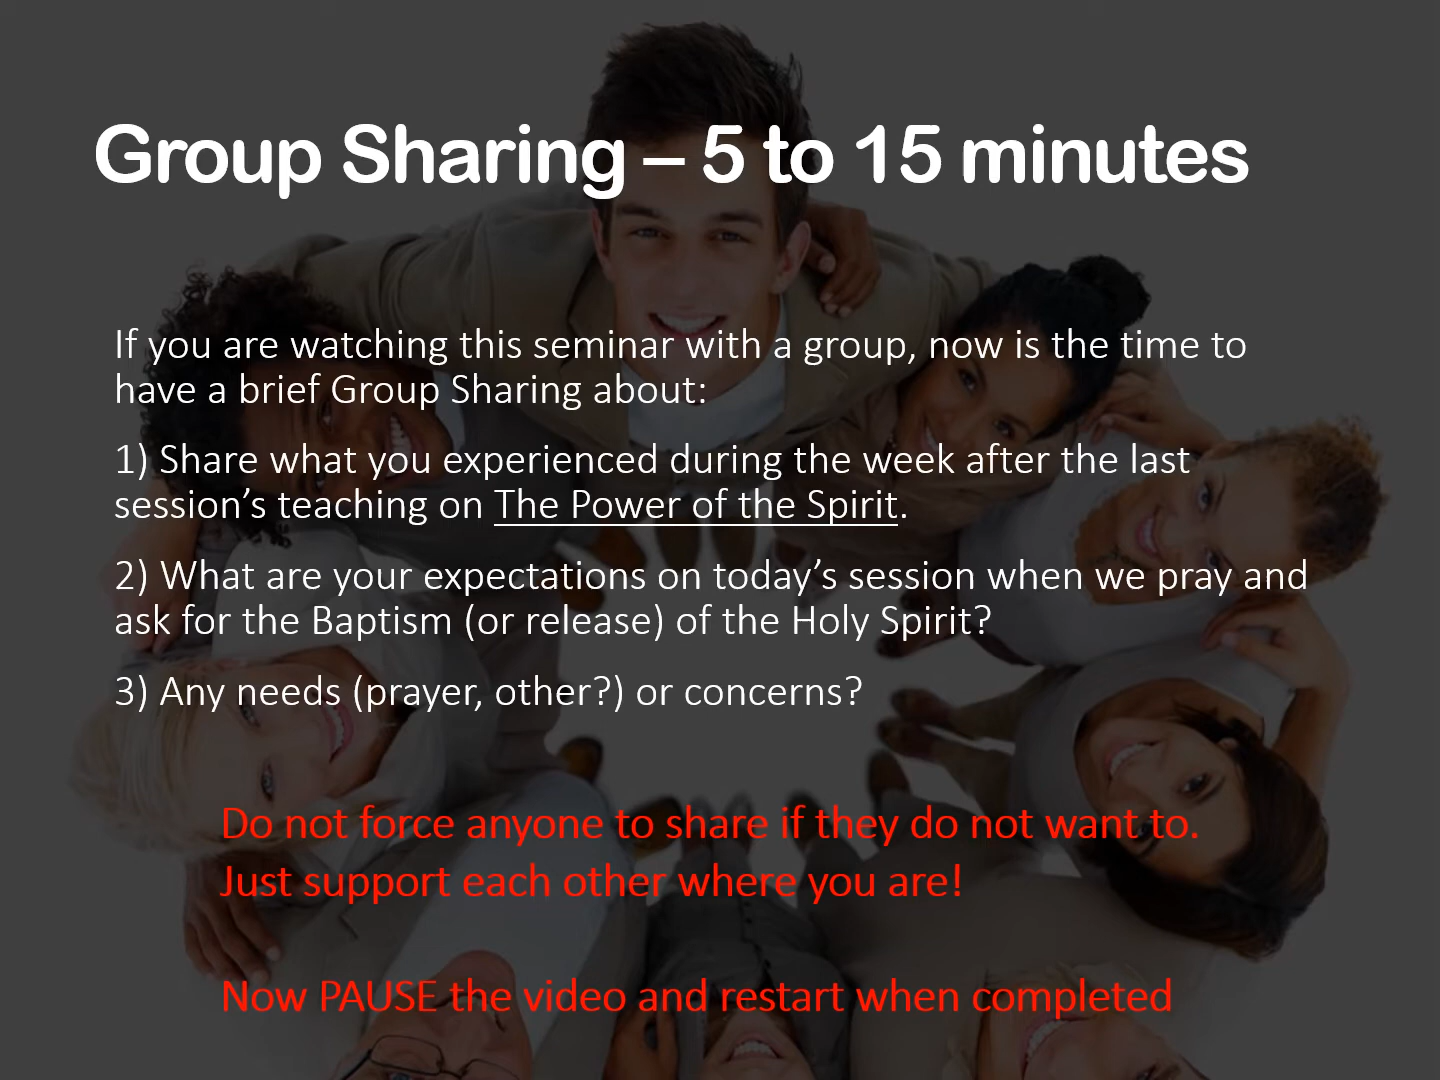 Group Sharing – 5 to 15 minutes
If you are watching this seminar with a group, now is the time to
have a brief Group Sharing about:
1) Share what you experienced during the week after the last
session’s teaching on The Power of the Spirit.
2) What are your expectations on today’s session when we pray and
ask for the Baptism (or release) of the Holy Spirit?
3) Any needs (prayer, other?) or concerns?
Do not force anyone to share if they do not want to.
Just support each other where you are!
Now PAUSE the video and restart when completed